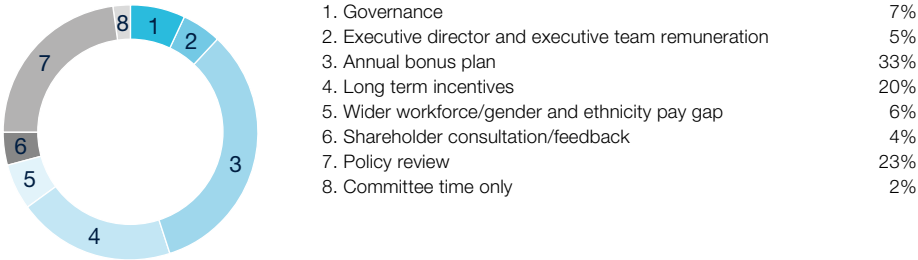 1
2
3
4
5
6
7
8
1. Governance 7%
2. Executive director and executive team remuneration 5%
3. Annual bonus plan 33%
4. Long term incentives 20%
5. Wider workforce/gender and ethnicity pay gap 6%
6. Shareholder consultation/feedback 4%
7. Policy review 23%
8. Committee time only 2%